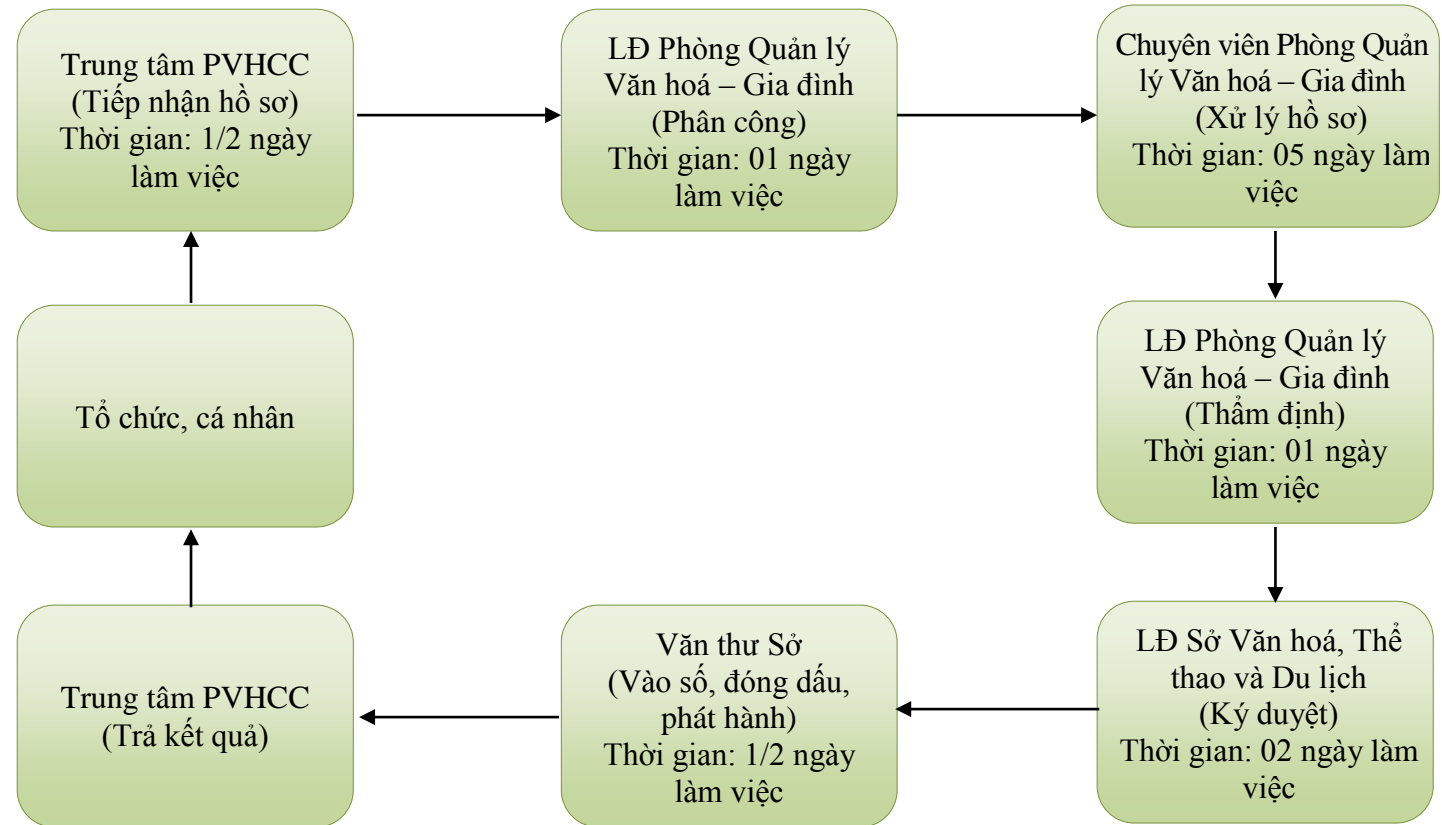 Trung tâm PVHCC
(Tiếp nhận hồ sơ)
Thời gian: 1/2 ngày
làm việc
LĐ Phòng Quản lý
Văn hoá – Gia đình
(Phân công)
Thời gian: 01 ngày
làm việc
Chuyên viên Phòng Quản
lý Văn hoá – Gia đình
(Xử lý hồ sơ)
Thời gian: 05 ngày làm
việc
LĐ Phòng Quản lý
Văn hoá – Gia đình
(Thẩm định)
Thời gian: 01 ngày
làm việc
LĐ Sở Văn hoá, Thể
thao và Du lịch
(Ký duyệt)
Thời gian: 02 ngày làm
việc
Văn thư Sở
(Vào số, đóng dấu,
phát hành)
Thời gian: 1/2 ngày
làm việc
Trung tâm PVHCC
(Trả kết quả)
Tổ chức, cá nhân